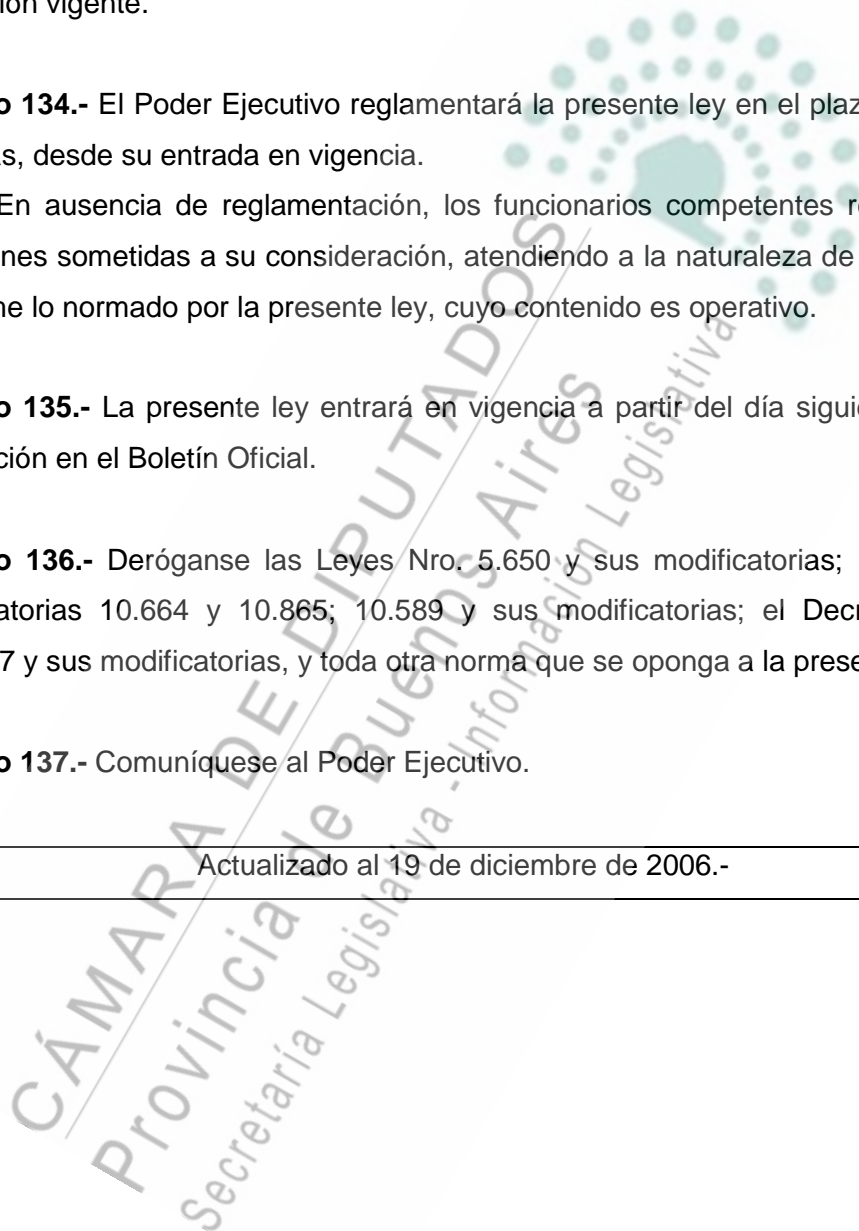 ión vigente.
o 134.- El Poder Ejecutivo reglamentará la presente ley en el plaz
s, desde su entrada en vigencia.
En ausencia de reglamentación, los funcionarios competentes re
nes sometidas a su consideración, atendiendo a la naturaleza de
ne lo normado por la presente ley, cuyo contenido es operativo.
o 135.- La presente ley entrará en vigencia a partir del día siguie
ción en el Boletín Oficial.
o 136.- Deróganse las Leyes Nro. 5.650 y sus modificatorias;
atorias 10.664 y 10.865; 10.589 y sus modificatorias; el Decr
7 y sus modificatorias, y toda otra norma que se oponga a la prese
o 137.- Comuníquese al Poder Ejecutivo.
Actualizado al 19 de diciembre de 2006.-
CÁMARA DE DIPUTADOS
Provincia de Buenos Aires
Secretaría Legislativa - Información Legislativa